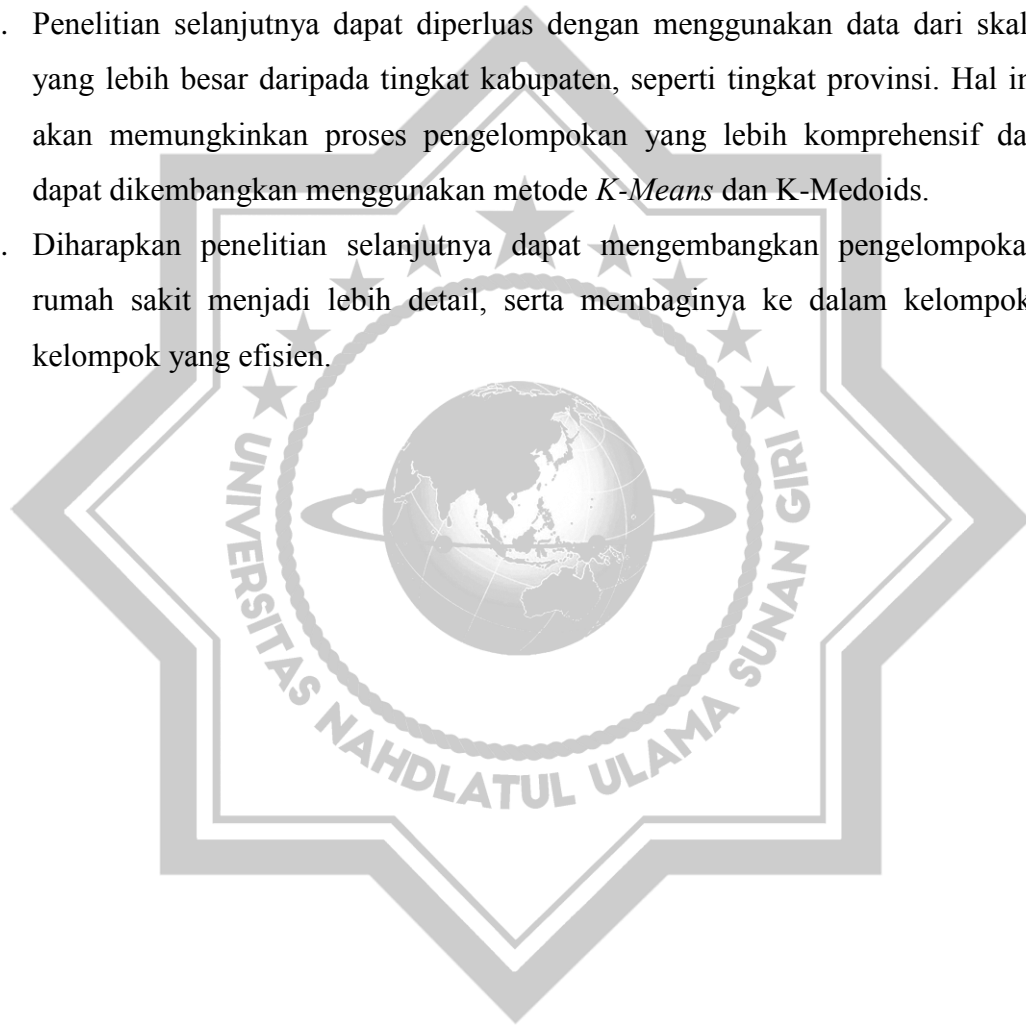 . Penelitian selanjutnya dapat diperluas dengan menggunakan data dari skal
yang lebih besar daripada tingkat kabupaten, seperti tingkat provinsi. Hal in
akan memungkinkan proses pengelompokan yang lebih komprehensif da
dapat dikembangkan menggunakan metode K-Means dan K-Medoids.
. Diharapkan penelitian selanjutnya dapat mengembangkan pengelompoka
rumah sakit menjadi lebih detail, serta membaginya ke dalam kelompok
kelompok yang efisien.
UNIVERSITAS NAHDLATUL ULAMA SUNAN GIRI